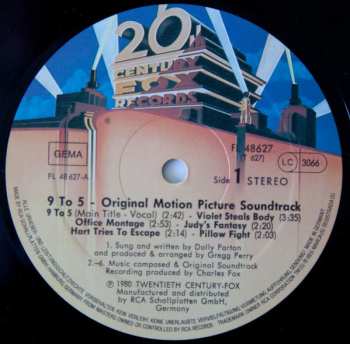 20th
CENTURY
FOX
RECORDS
GEMA
FL 48627-A
FL 48627
Side 1 STEREO
LC 3066
9 To 5 - Original Motion Picture Soundtrack
9 To 5 (Main Title - Vocal) (2:42) - Violet Steals Body (3:35)
Office Montage (2:53) - Judy's Fantasy (2:20)
Hart Tries To Escape (2:14) - Pillow Fight (2:03)
1. Sung and written by Dolly Parton
produced & arranged by Gregg Perry
2.-6. Music composed & Original Soundtrack
Recording produced by Charles Fox
℗ 1980 TWENTIETH CENTURY-FOX
Manufactured and distributed
by RCA Schallplatten GmbH,
Germany